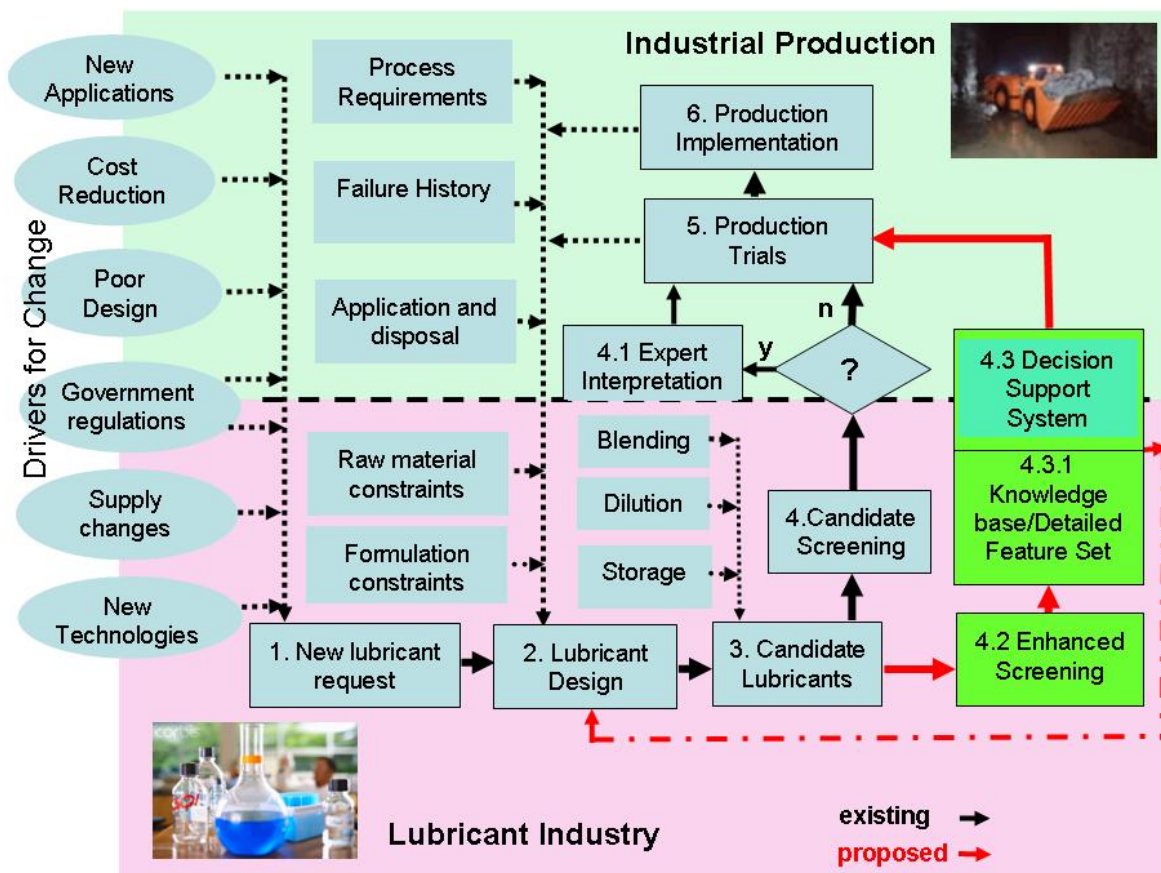 Industrial Production
Drivers for Change
New
Applications
Cost
Reduction
Poor
Design
Government
regulations
Supply
changes
New
Technologies
Process
Requirements
Failure History
Application and
disposal
Raw material
constraints
Formulation
constraints
6. Production
Implementation
5. Production
Trials
n
y
?
4.1 Expert
Interpretation
4.3 Decision
Support
System
4.3.1
Knowledge
base/Detailed
Feature Set
Blending
Dilution
Storage
4.Candidate
Screening
1. New lubricant
request
2. Lubricant
Design
3. Candidate
Lubricants
4.2 Enhanced
Screening
Lubricant Industry
existing
proposed